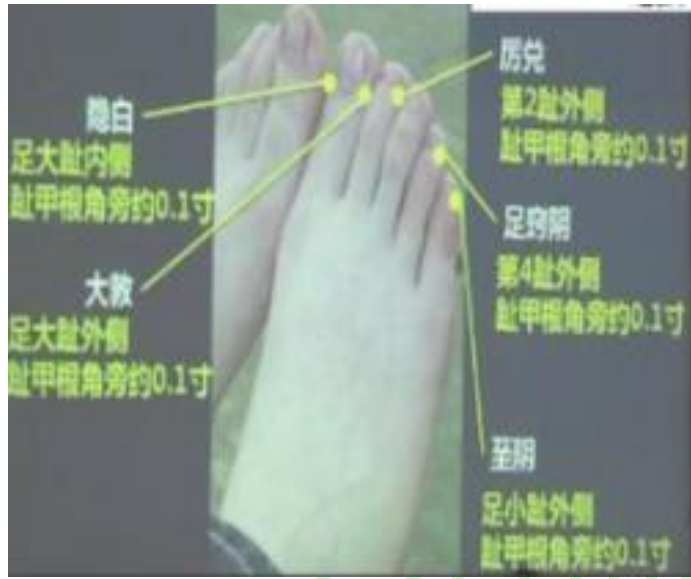 隐白
足大趾内侧
趾甲根角旁约0.1寸
大敦
足大趾外侧
趾甲根角旁约0.1寸
厉兑
第2趾外侧
趾甲根角旁约0.1寸
足窍阴
第4趾外侧
趾甲根角旁约0.1寸
至阴
足小趾外侧
趾甲根角旁约0.1寸